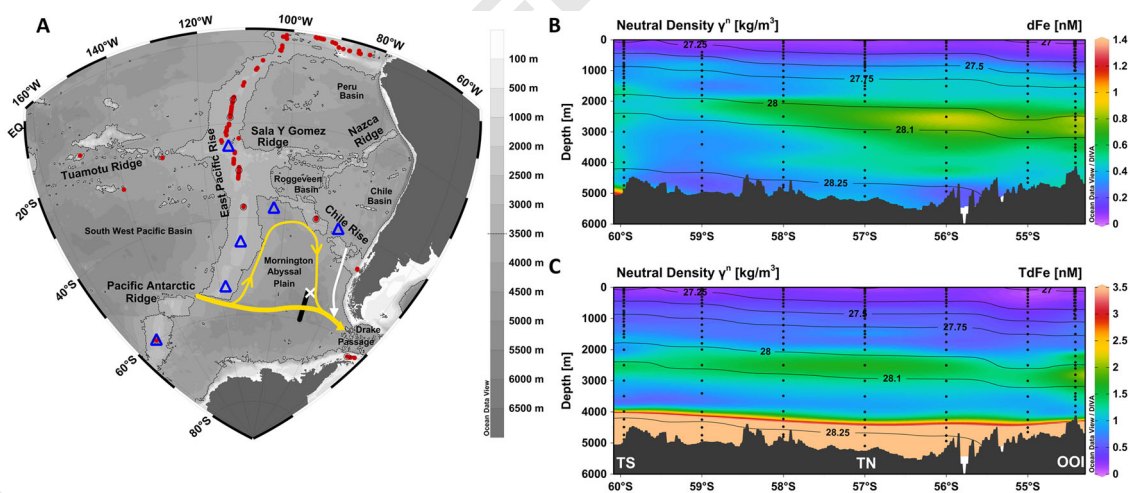 A
120°W
100°W
80°W
140°W
160°W
60°W
EQ
20°S
40°S
60°S
80°S
Peru
Basin
Sala Y Gomez
Ridge
Nazca
Ridge
Tuamotu Ridge
East Pacific Rise
Roggeveen
Basin
Chile
Basin
South West Pacific Basin
Chile Rise
Mornington
Abyssal
Plain
Pacific Antarctic
Ridge
Drake
Passage
100 m
500 m
1000 m
2000 m
2500 m
3000 m
3500 m
4000 m
4500 m
5000 m
5500 m
6000 m
6500 m
Ocean Data View
B
Neutral Density γⁿ [kg/m³]
dFe [nM]
Depth [m]
0
1000
2000
3000
4000
5000
6000
27.25
27
27.5
27.75
28
28.1
28.25
60°S
59°S
58°S
57°S
56°S
55°S
1.4
1.2
1
0.8
0.6
0.4
0.2
0
Ocean Data View / DIVA
C
Neutral Density γⁿ [kg/m³]
TdFe [nM]
Depth [m]
0
1000
2000
3000
4000
5000
6000
27.25
27
27.5
27.75
28
28.1
28.25
TS
TN
OOI
60°S
59°S
58°S
57°S
56°S
55°S
3.5
3
2.5
2
1.5
1
0.5
0
Ocean Data View / DIVA